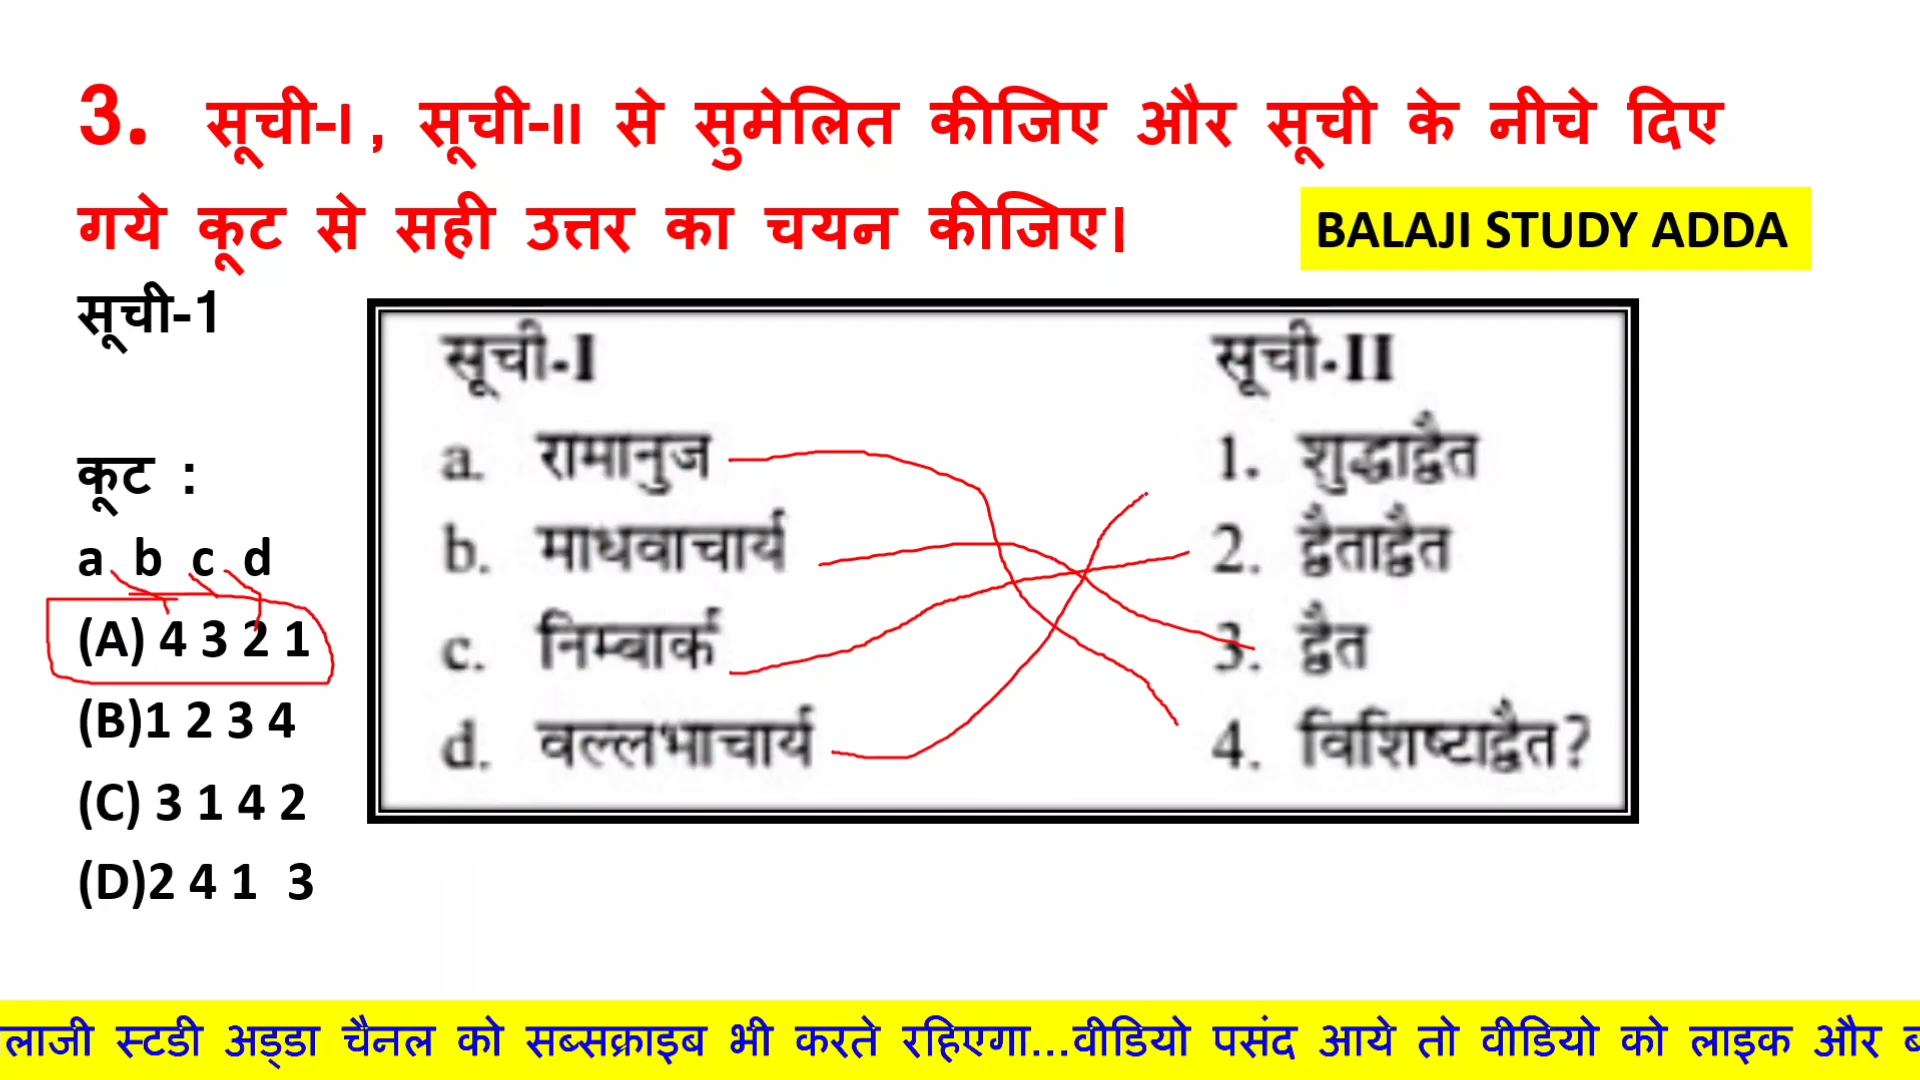 3. सूची-I , सूची-II से सुमेलित कीजिए और सूची के नीचे दिए
गये कूट से सही उत्तर का चयन कीजिए।
BALAJI STUDY ADDA
सूची-1
सूची-I सूची-II
a. रामानुज 1. शुद्धाद्वैत
b. माधवाचार्य 2. द्वैताद्वैत
c. निम्बार्क 3. द्वैत
d. वल्लभाचार्य 4. विशिष्टाद्वैत?
कूट :
a b c d
(A) 4 3 2 1
(B)1 2 3 4
(C) 3 1 4 2
(D)2 4 1 3
लाजी स्टडी अड्डा चैनल को सब्सक्राइब भी करते रहिएगा...वीडियो पसंद आये तो वीडियो को लाइक और